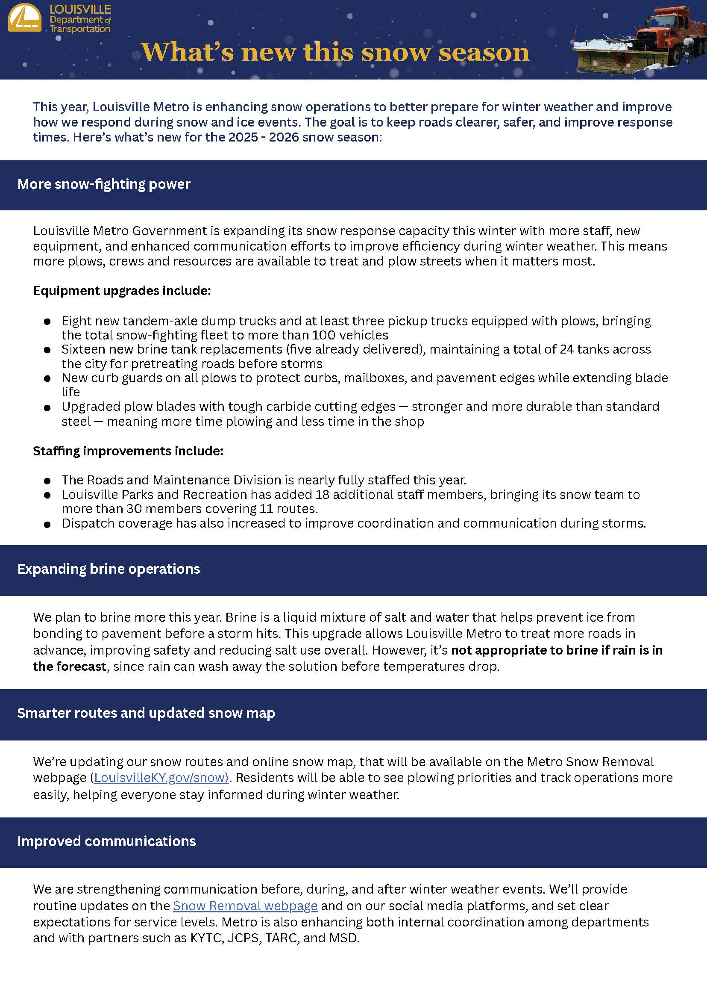 LOUISVILLE
Department of
Transportation
What’s new this snow season
This year, Louisville Metro is enhancing snow operations to better prepare for winter weather and improve
how we respond during snow and ice events. The goal is to keep roads clearer, safer, and improve response
times. Here’s what’s new for the 2025 - 2026 snow season:
More snow-fighting power
Louisville Metro Government is expanding its snow response capacity this winter with more staff, new
equipment, and enhanced communication efforts to improve efficiency during winter weather. This means
more plows, crews and resources are available to treat and plow streets when it matters most.
Equipment upgrades include:
● Eight new tandem-axle dump trucks and at least three pickup trucks equipped with plows, bringing
the total snow-fighting fleet to more than 100 vehicles
● Sixteen new brine tank replacements (five already delivered), maintaining a total of 24 tanks across
the city for pretreating roads before storms
● New curb guards on all plows to protect curbs, mailboxes, and pavement edges while extending blade
life
● Upgraded plow blades with tough carbide cutting edges — stronger and more durable than standard
steel — meaning more time plowing and less time in the shop
Staffing improvements include:
● The Roads and Maintenance Division is nearly fully staffed this year.
● Louisville Parks and Recreation has added 18 additional staff members, bringing its snow team to
more than 30 members covering 11 routes.
● Dispatch coverage has also increased to improve coordination and communication during storms.
Expanding brine operations
We plan to brine more this year. Brine is a liquid mixture of salt and water that helps prevent ice from
bonding to pavement before a storm hits. This upgrade allows Louisville Metro to treat more roads in
advance, improving safety and reducing salt use overall. However, it’s not appropriate to brine if rain is in
the forecast, since rain can wash away the solution before temperatures drop.
Smarter routes and updated snow map
We’re updating our snow routes and online snow map, that will be available on the Metro Snow Removal
webpage (LouisvilleKY.gov/snow). Residents will be able to see plowing priorities and track operations more
easily, helping everyone stay informed during winter weather.
Improved communications
We are strengthening communication before, during, and after winter weather events. We’ll provide
routine updates on the Snow Removal webpage and on our social media platforms, and set clear
expectations for service levels. Metro is also enhancing both internal coordination among departments
and with partners such as KYTC, JCPS, TARC, and MSD.